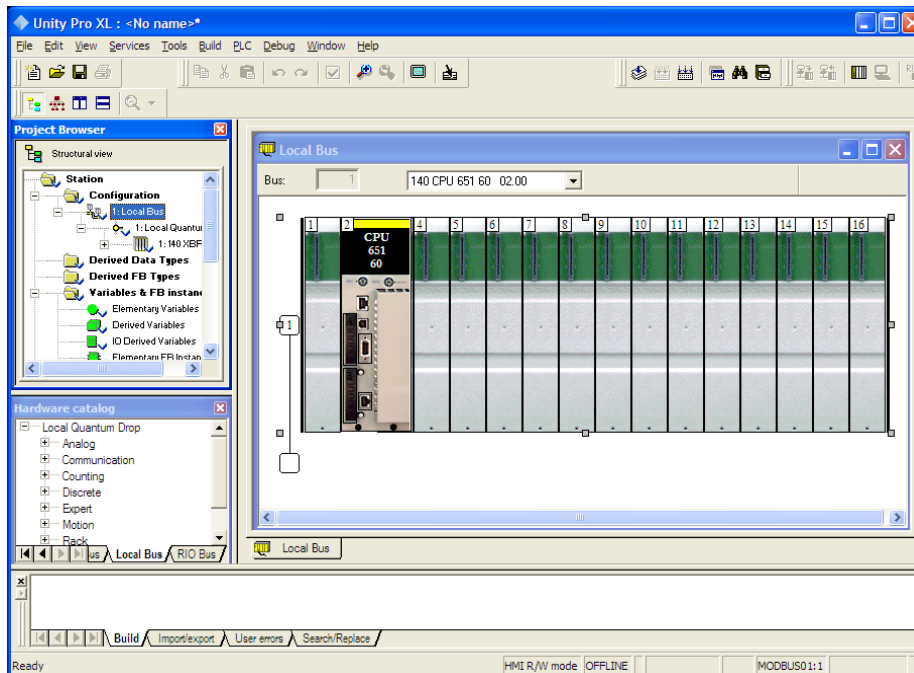 Unity Pro XL : <No name>*
File Edit View Services Tools Build PLC Debug Window Help
Project Browser
Structural view
Station
Configuration
1: Local Bus
1: Local Quantu
1: 140 XBF
Derived Data Types
Derived FB Types
Variables & FB instan
Elementary Variables
Derived Variables
IO Derived Variables
Elementary FB Instan
Hardware catalog
Local Quantum Drop
Analog
Communication
Counting
Discrete
Expert
Motion
Rack
us Local Bus RIO Bus
Local Bus
Bus: 1 140 CPU 651 60 02.00
1 2 4 5 6 7 8 9 10 11 12 13 14 15 16
CPU
651
60
1
Local Bus
Build Import/export User errors Search/Replace
Ready HMI R/W mode OFFLINE MODBUS01:1